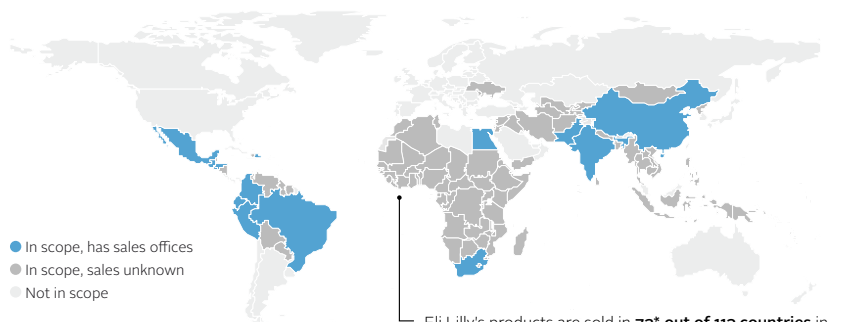 In scope, has sales offices
In scope, sales unknown
Not in scope
Eli Lilly's products are sold in 73* out of 113 countries in